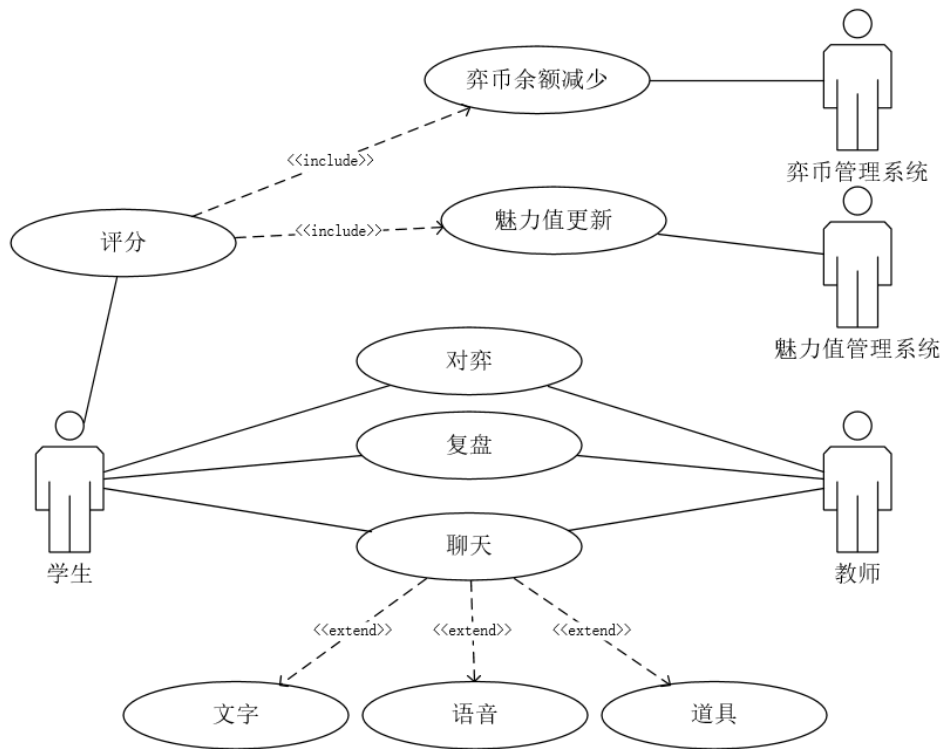 弈币余额减少
<<include>>
弈币管理系统
评分
<<include>>
魅力值更新
魅力值管理系统
对弈
复盘
聊天
学生
教师
<<extend>>
<<extend>>
<<extend>>
文字
语音
道具